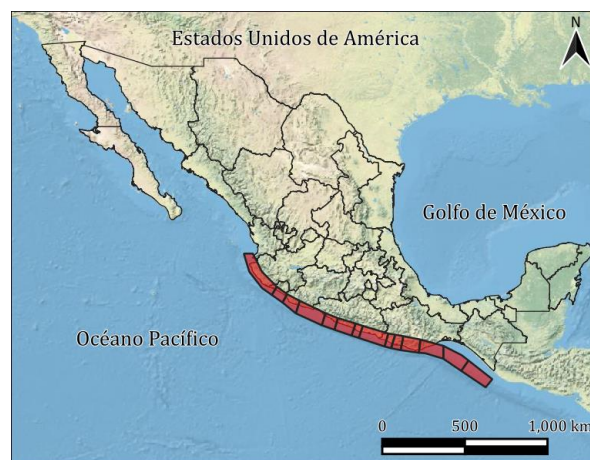 Estados Unidos de América
N
Golfo de México
Océano Pacífico
0 500 1,000 km